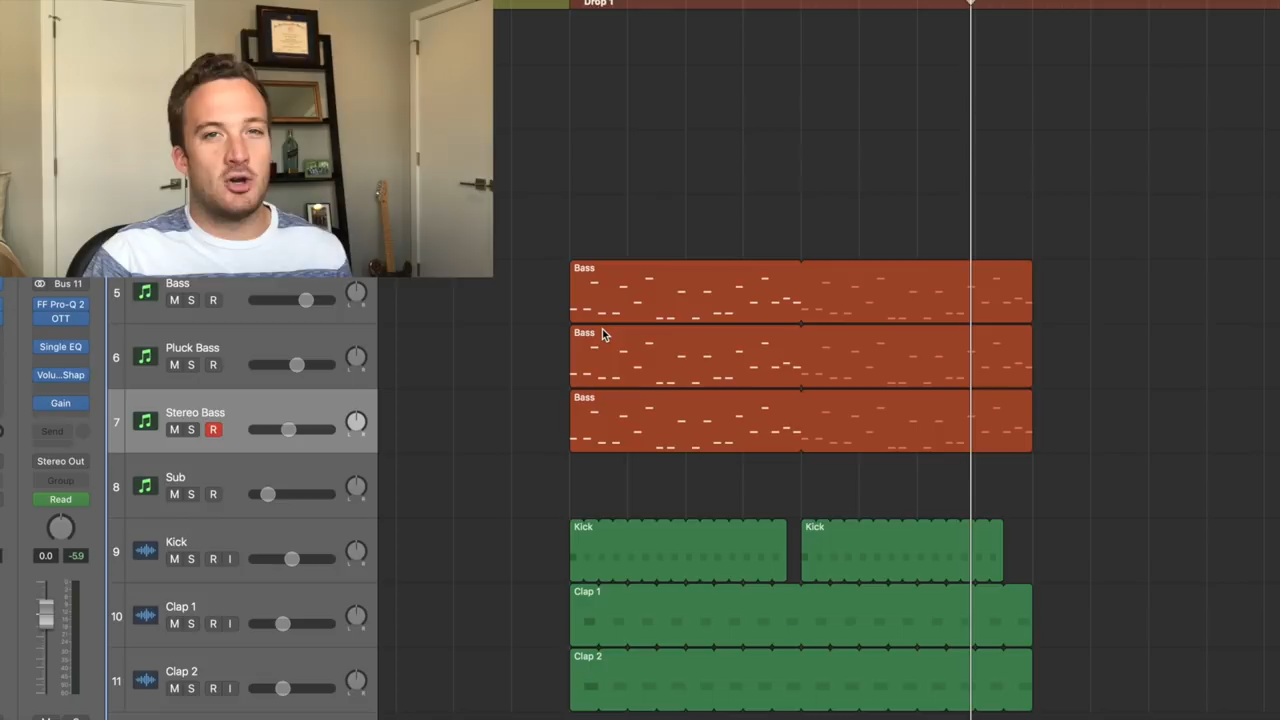 Drop 1
Bus 11
FF Pro-Q 2
OTT
Single EQ
Volu...Shap
Gain
Send
Stereo Out
Group
Read
0.0
-5.9
5
Bass
M S R
L R
6
Pluck Bass
M S R
L R
7
Stereo Bass
M S R
L R
8
Sub
M S R
L R
9
Kick
M S R I
L R
10
Clap 1
M S R I
L R
11
Clap 2
M S R I
L R
Bass
Bass
Bass
Kick
Kick
Clap 1
Clap 2